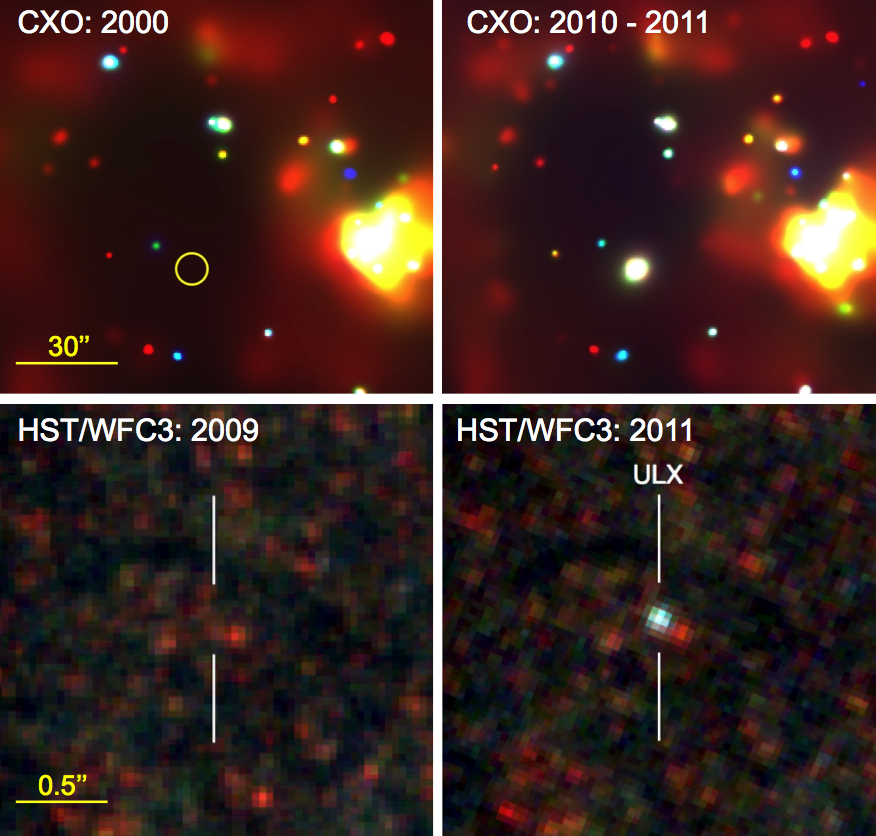 CXO: 2000
CXO: 2010 - 2011
30”
HST/WFC3: 2009
HST/WFC3: 2011
ULX
0.5”